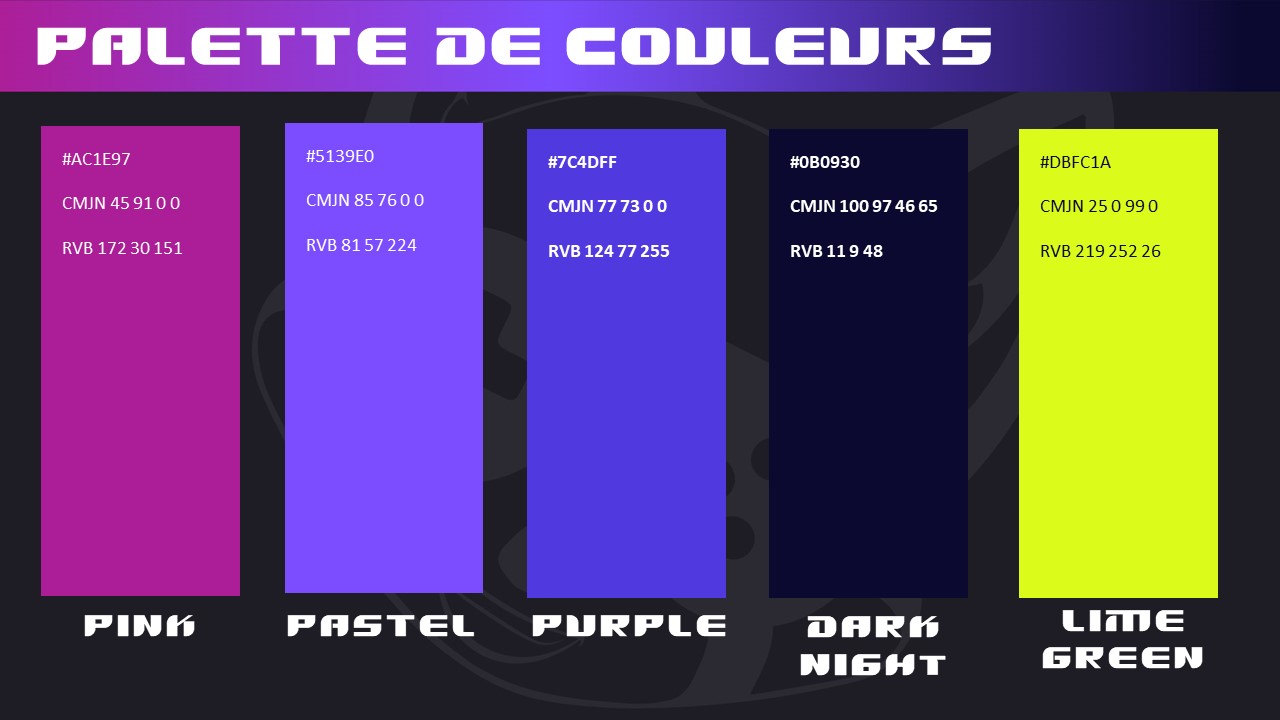 PALETTE DE COULEURS
#AC1E97
CMJN 45 91 0 0
RVB 172 30 151
#5139E0
CMJN 85 76 0 0
RVB 81 57 224
#7C4DFF
CMJN 77 73 0 0
RVB 124 77 255
#0B0930
CMJN 100 97 46 65
RVB 11 9 48
#DBFC1A
CMJN 25 0 99 0
RVB 219 252 26
PINK
PASTEL
PURPLE
DARK
NIGHT
LIME
GREEN